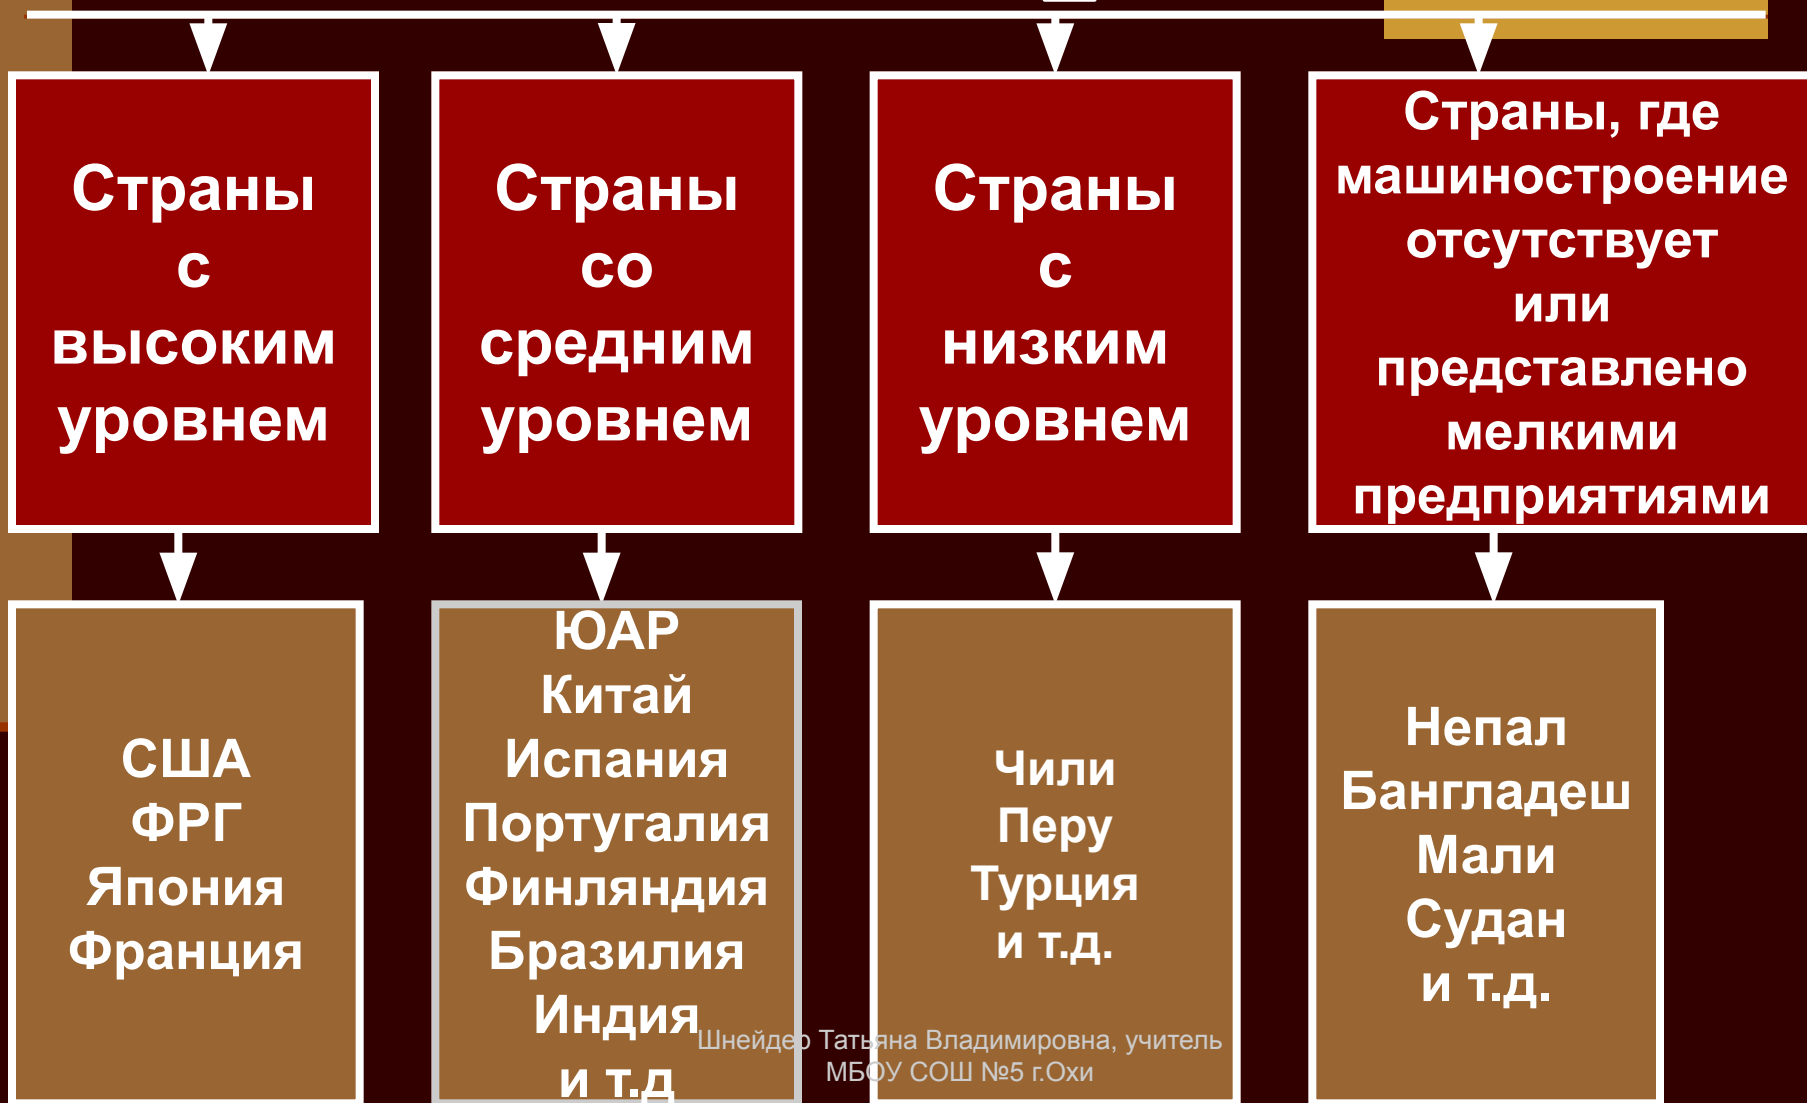 Страны
с
высоким
уровнем
Страны
со
средним
уровнем
Страны
с
низким
уровнем
Страны, где
машиностроение
отсутствует
или
представлено
мелкими
предприятиями
США
ФРГ
Япония
Франция
ЮАР
Китай
Испания
Португалия
Финляндия
Бразилия
Индия
и т.д
Чили
Перу
Турция
и т.д.
Непал
Бангладеш
Мали
Судан
и т.д.
Шнейдер Татьяна Владимировна, учитель
МБОУ СОШ №5 г.Охи